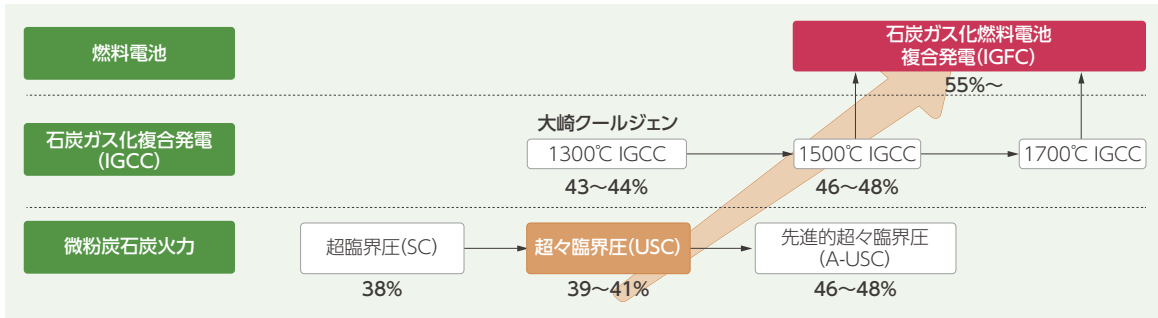 燃料電池
石炭ガス化燃料電池
複合発電(IGFC)
55%～
石炭ガス化複合発電
(IGCC)
大崎クールジェン
1300℃ IGCC
43～44%
1500℃ IGCC
46～48%
1700℃ IGCC
微粉炭石炭火力
超臨界圧(SC)
38%
超々臨界圧(USC)
39～41%
先進的超々臨界圧
(A-USC)
46～48%